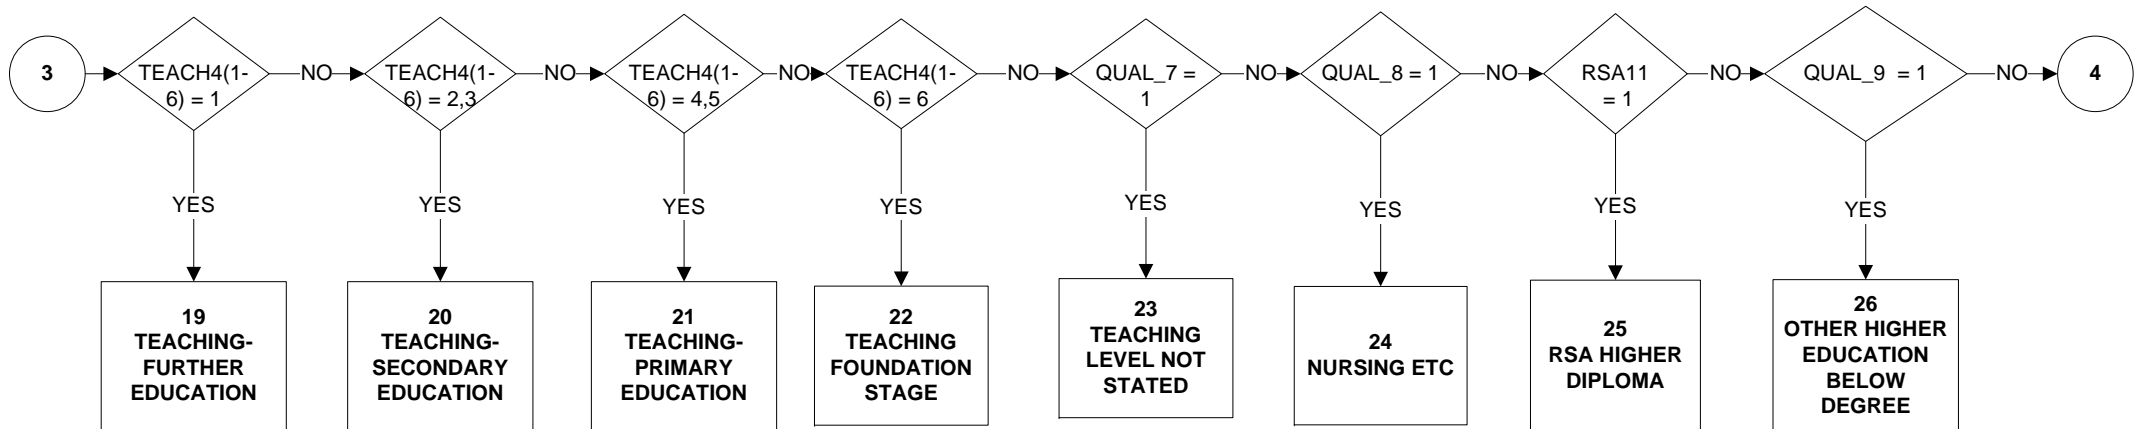 3
TEACH4(1-
6) = 1
NO
TEACH4(1-
6) = 2,3
NO
TEACH4(1-
6) = 4,5
NO
TEACH4(1-
6) = 6
NO
QUAL_7 =
1
NO
QUAL_8 = 1
NO
RSA11
= 1
NO
QUAL_9 = 1
NO
4
YES
YES
YES
YES
YES
YES
YES
YES
19
TEACHING-
FURTHER
EDUCATION
20
TEACHING-
SECONDARY
EDUCATION
21
TEACHING-
PRIMARY
EDUCATION
22
TEACHING
FOUNDATION
STAGE
23
TEACHING
LEVEL NOT
STATED
24
NURSING ETC
25
RSA HIGHER
DIPLOMA
26
OTHER HIGHER
EDUCATION
BELOW
DEGREE